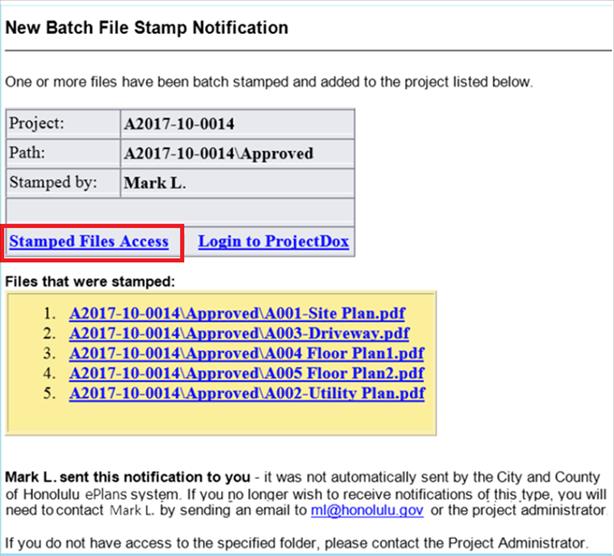 New Batch File Stamp Notification
One or more files have been batch stamped and added to the project listed below.
Project: A2017-10-0014
Path: A2017-10-0014\Approved
Stamped by: Mark L.
Stamped Files Access Login to ProjectDox
Files that were stamped:
1. A2017-10-0014\Approved\A001-Site Plan.pdf
2. A2017-10-0014\Approved\A003-Driveway.pdf
3. A2017-10-0014\Approved\A004 Floor Plan1.pdf
4. A2017-10-0014\Approved\A005 Floor Plan2.pdf
5. A2017-10-0014\Approved\A002-Utility Plan.pdf
Mark L. sent this notification to you - it was not automatically sent by the City and County
of Honolulu ePlans system. If you no longer wish to receive notifications of this type, you will
need to contact Mark L. by sending an email to ml@honolulu.gov or the project administrator
If you do not have access to the specified folder, please contact the Project Administrator.